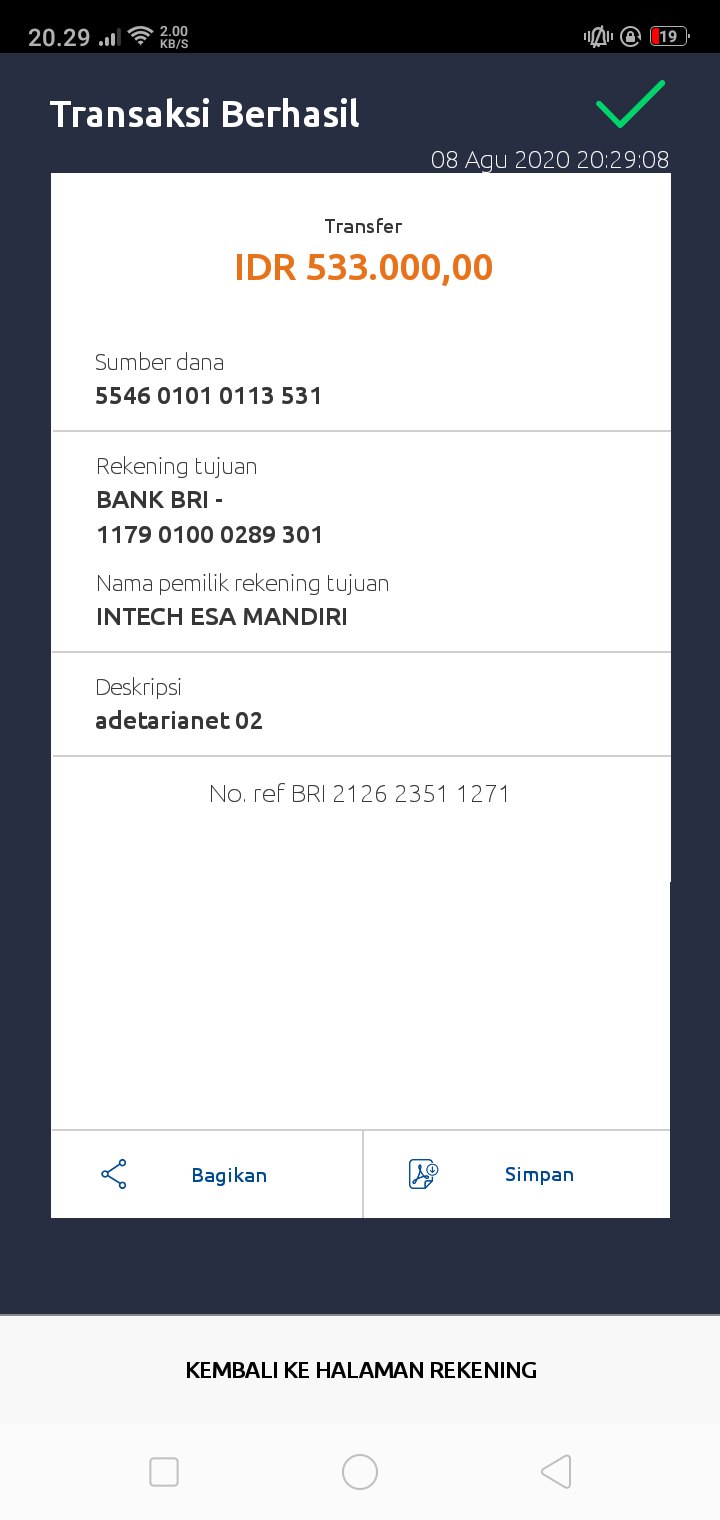 20.29
2.00
KB/S
19
Transaksi Berhasil
08 Agu 2020 20:29:08
Transfer
IDR 533.000,00
Sumber dana
5546 0101 0113 531
Rekening tujuan
BANK BRI -
1179 0100 0289 301
Nama pemilik rekening tujuan
INTECH ESA MANDIRI
Deskripsi
adetarianet 02
No. ref BRI 2126 2351 1271
Bagikan
Simpan
KEMBALI KE HALAMAN REKENING